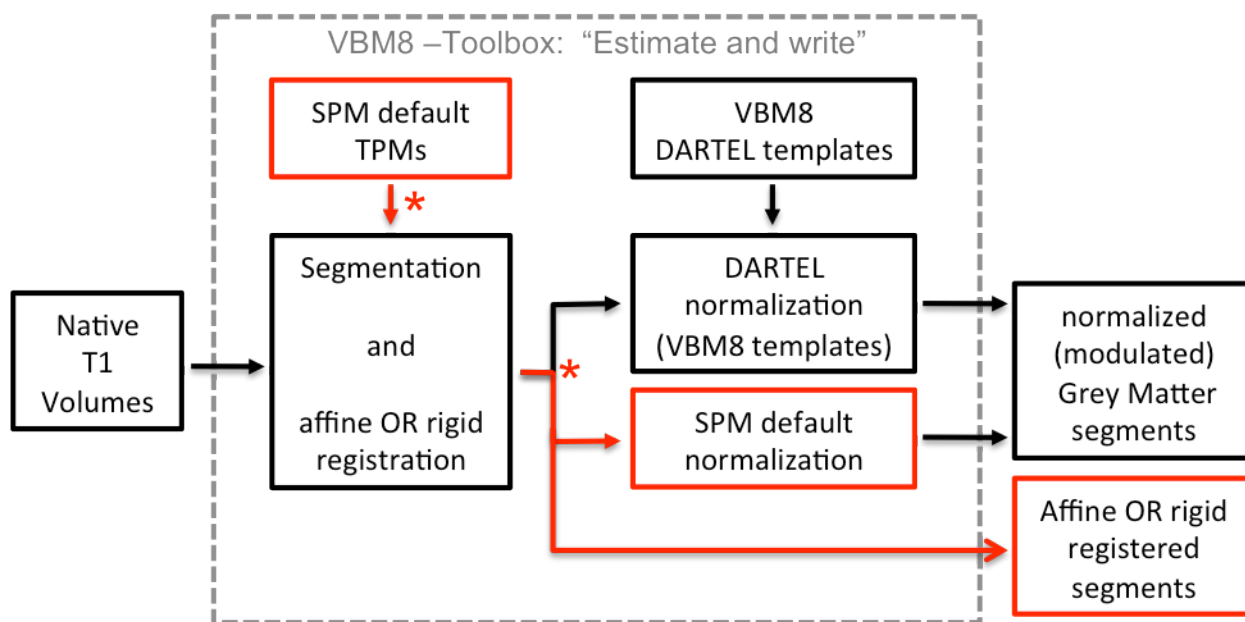 VBM8 –Toolbox:  “Estimate and write”
SPM default
TPMs
*
VBM8
DARTEL templates
Segmentation
and
affine OR rigid
registration
Native
T1
Volumes
*
DARTEL
normalization
(VBM8 templates)
SPM default
normalization
normalized
(modulated)
Grey Matter
segments
Affine OR rigid
registered
segments